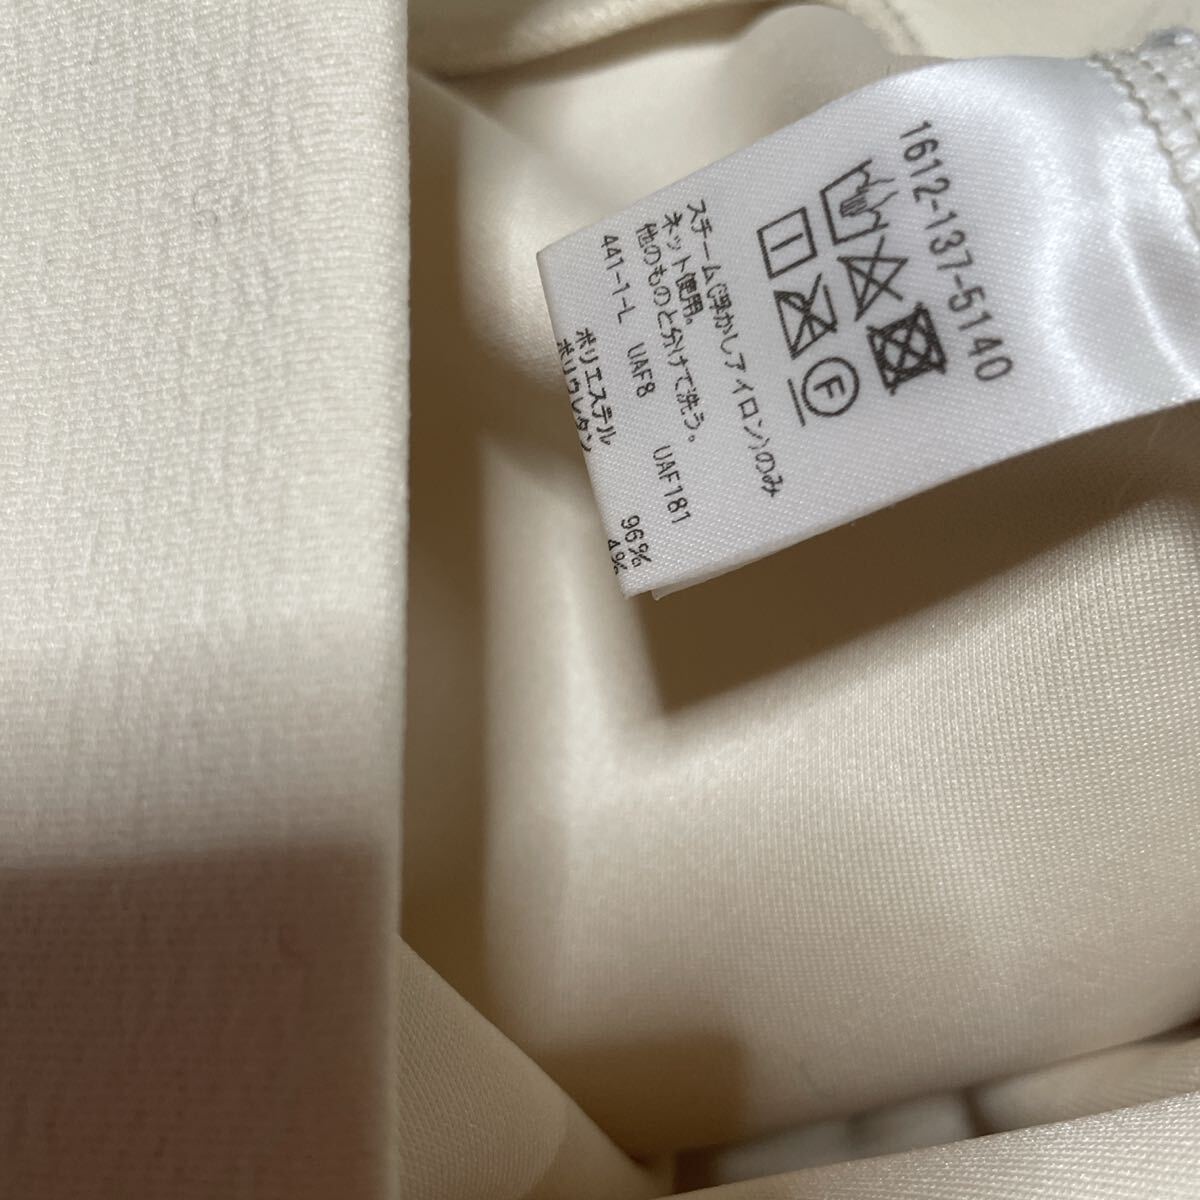 1612-137-5140
F
スチーム(浮かしアイロン)のみ
ネット使用。
他のものと分けて洗う。
441-1-L UAF8 UAF181
ポリエステル 96%
ポリウレタン 4%